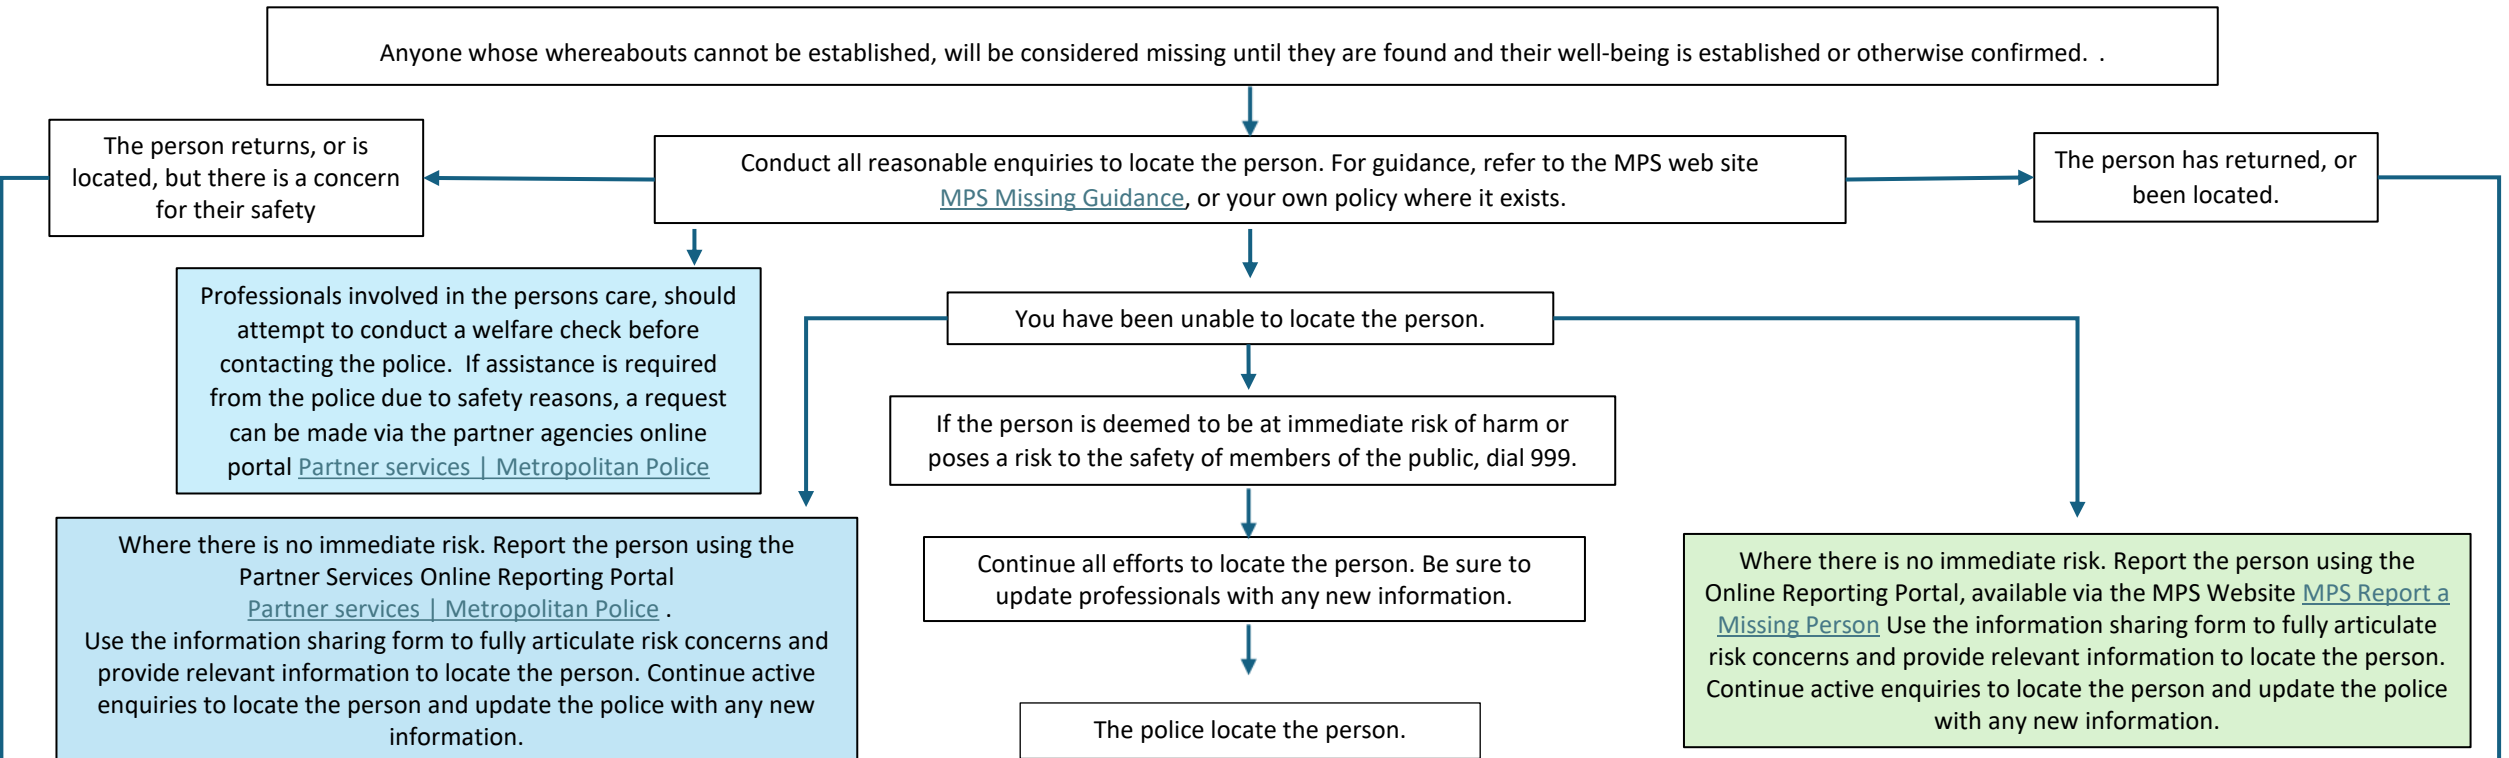 Anyone whose whereabouts cannot be established, will be considered missing until they are found and their well-being is established or otherwise confirmed. .
The person returns, or is
located, but there is a concern
for their safety
Conduct all reasonable enquiries to locate the person. For guidance, refer to the MPS web site
MPS Missing Guidance, or your own policy where it exists.
The person has returned, or
been located.
Professionals involved in the persons care, should
attempt to conduct a welfare check before
contacting the police. If assistance is required
from the police due to safety reasons, a request
can be made via the partner agencies online
portal Partner services | Metropolitan Police
You have been unable to locate the person.
If the person is deemed to be at immediate risk of harm or
poses a risk to the safety of members of the public, dial 999.
Where there is no immediate risk. Report the person using the
Partner Services Online Reporting Portal
Partner services | Metropolitan Police .
Use the information sharing form to fully articulate risk concerns and
provide relevant information to locate the person. Continue active
enquiries to locate the person and update the police with any new
information.
Continue all efforts to locate the person. Be sure to
update professionals with any new information.
Where there is no immediate risk. Report the person using the
Online Reporting Portal, available via the MPS Website MPS Report a
Missing Person Use the information sharing form to fully articulate
risk concerns and provide relevant information to locate the person.
Continue active enquiries to locate the person and update the police
with any new information.
The police locate the person.